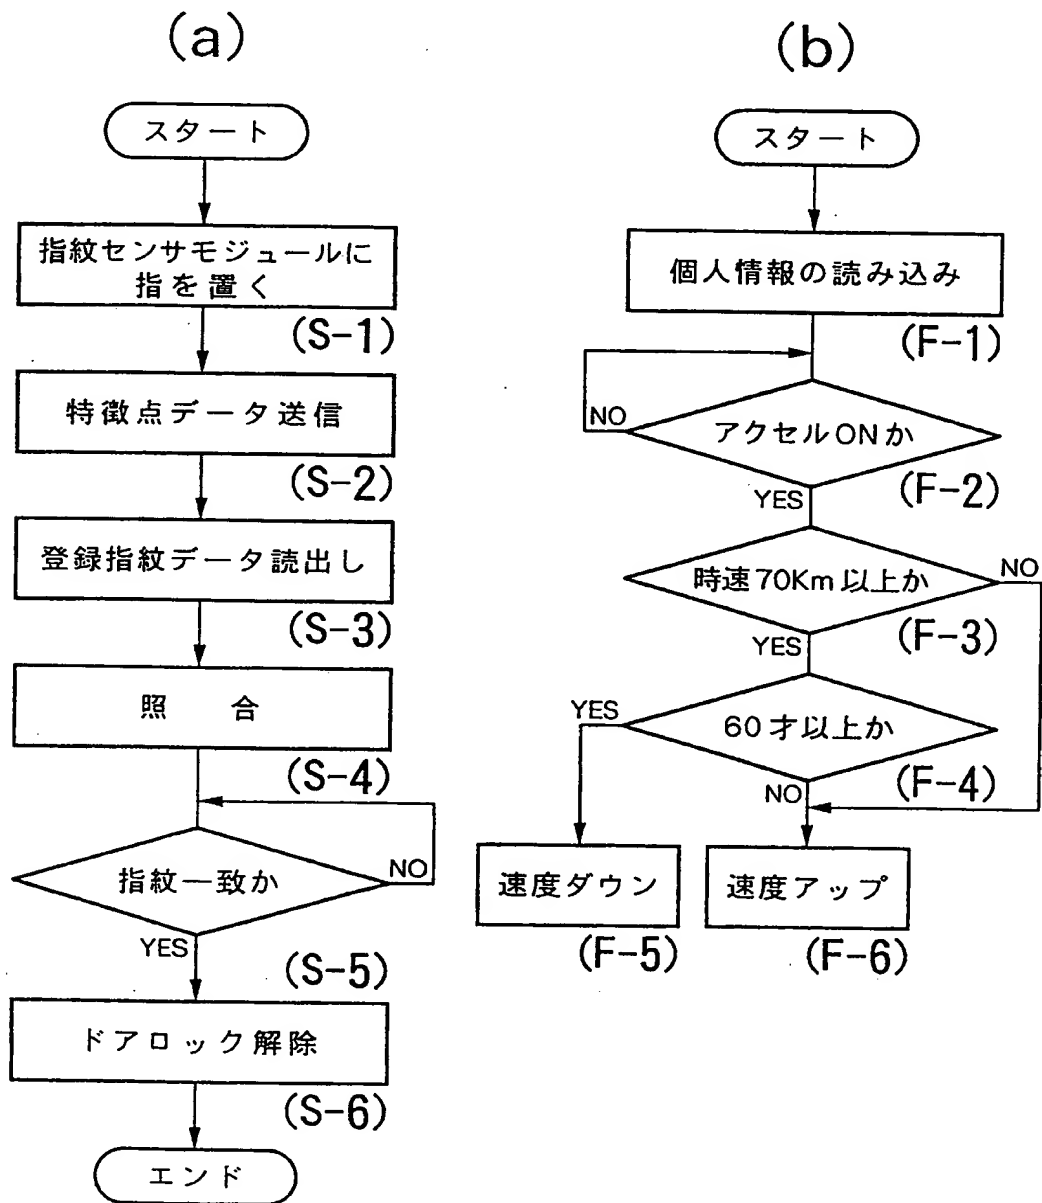 (a)
スタート
指紋センサモジュールに
指を置く
(S-1)
特徴点データ送信
(S-2)
登録指紋データ読出し
(S-3)
照 合
(S-4)
指紋一致か
NO
YES
(S-5)
ドアロック解除
(S-6)
エンド
(b)
スタート
個人情報の読み込み
(F-1)
アクセルONか
NO
(F-2)
YES
時速70Km以上か
NO
(F-3)
YES
60才以上か
YES
(F-4)
NO
速度ダウン
(F-5)
速度アップ
(F-6)